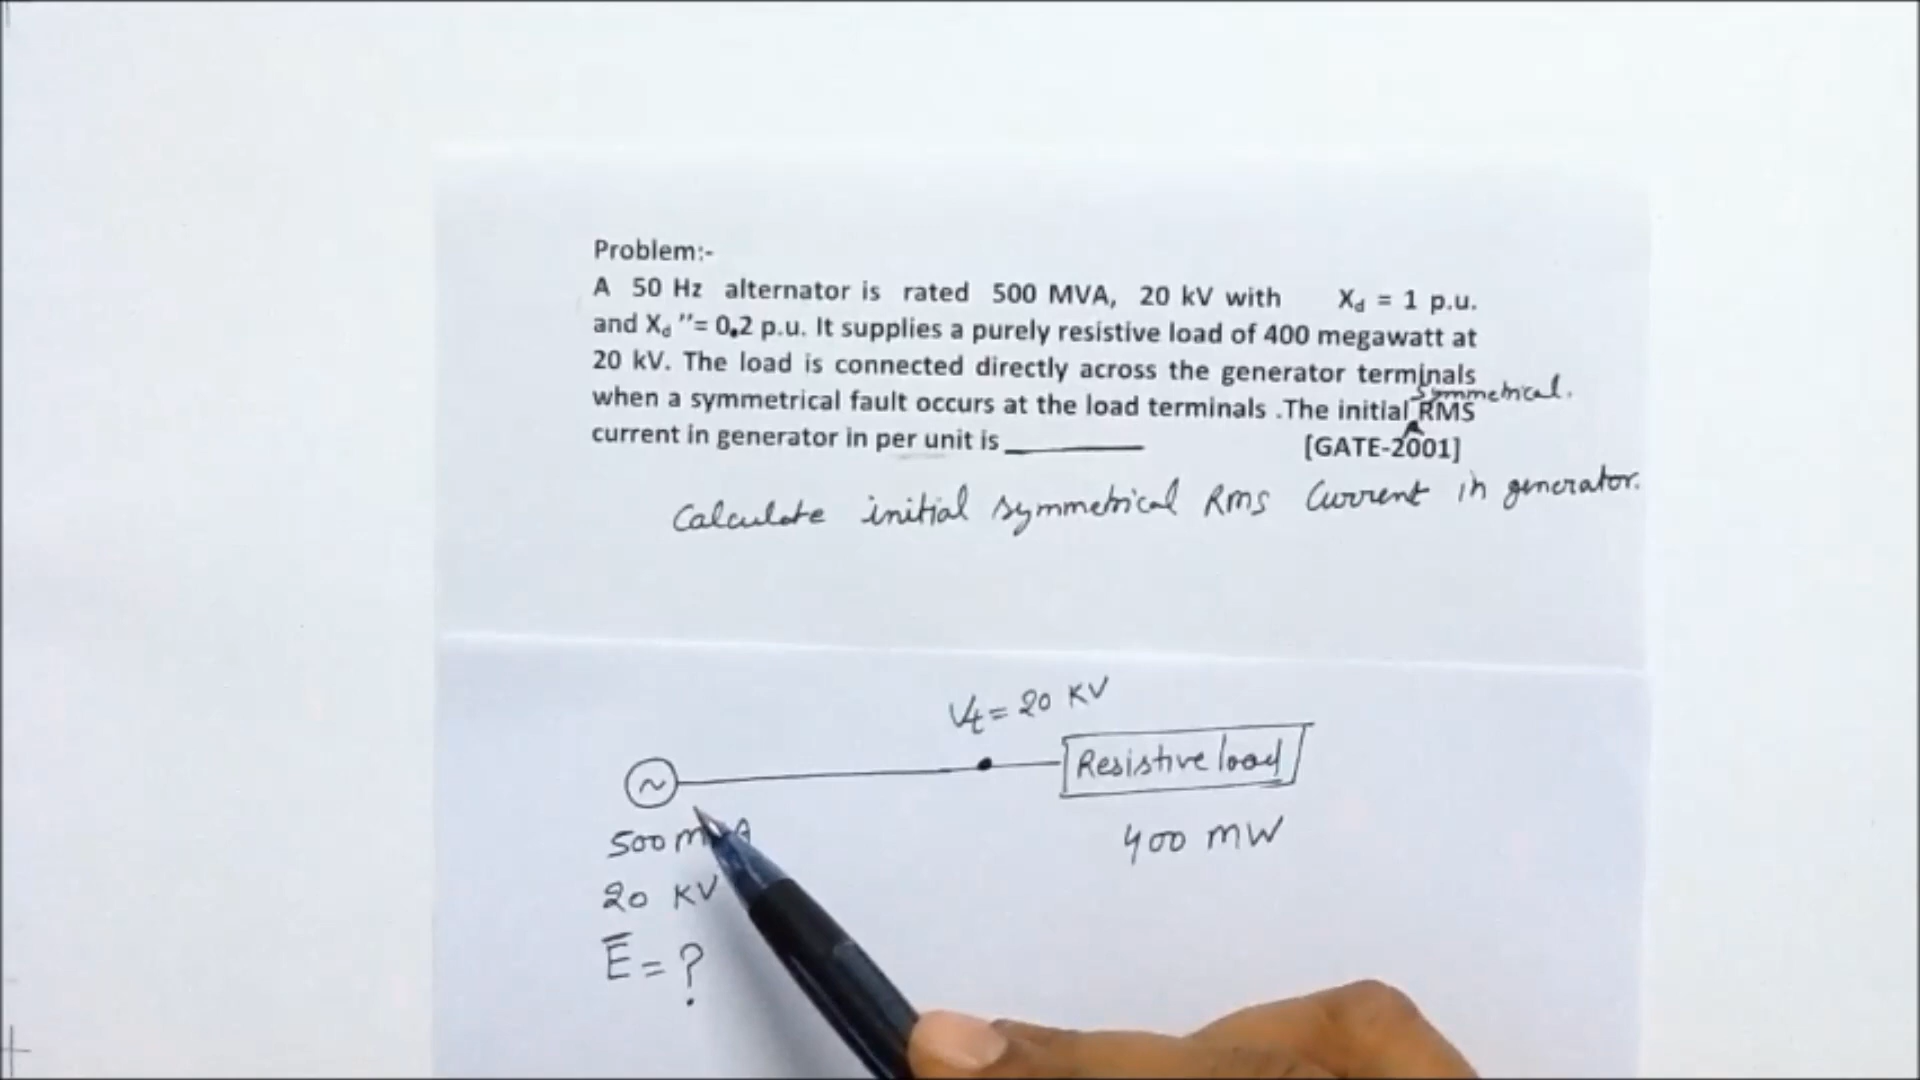 Problem:-
A 50 Hz alternator is rated 500 MVA, 20 kV with Xd = 1 p.u.
and Xd ”= 0.2 p.u. It supplies a purely resistive load of 400 megawatt at
20 kV. The load is connected directly across the generator terminals
symmetrical.
when a symmetrical fault occurs at the load terminals .The initial RMS
current in generator in per unit is ________ [GATE-2001]
Calculate initial symmetrical Rms Current in generator.
Vt = 20 KV
~ Resistive load
500 400 MW
20 KV
E = ?